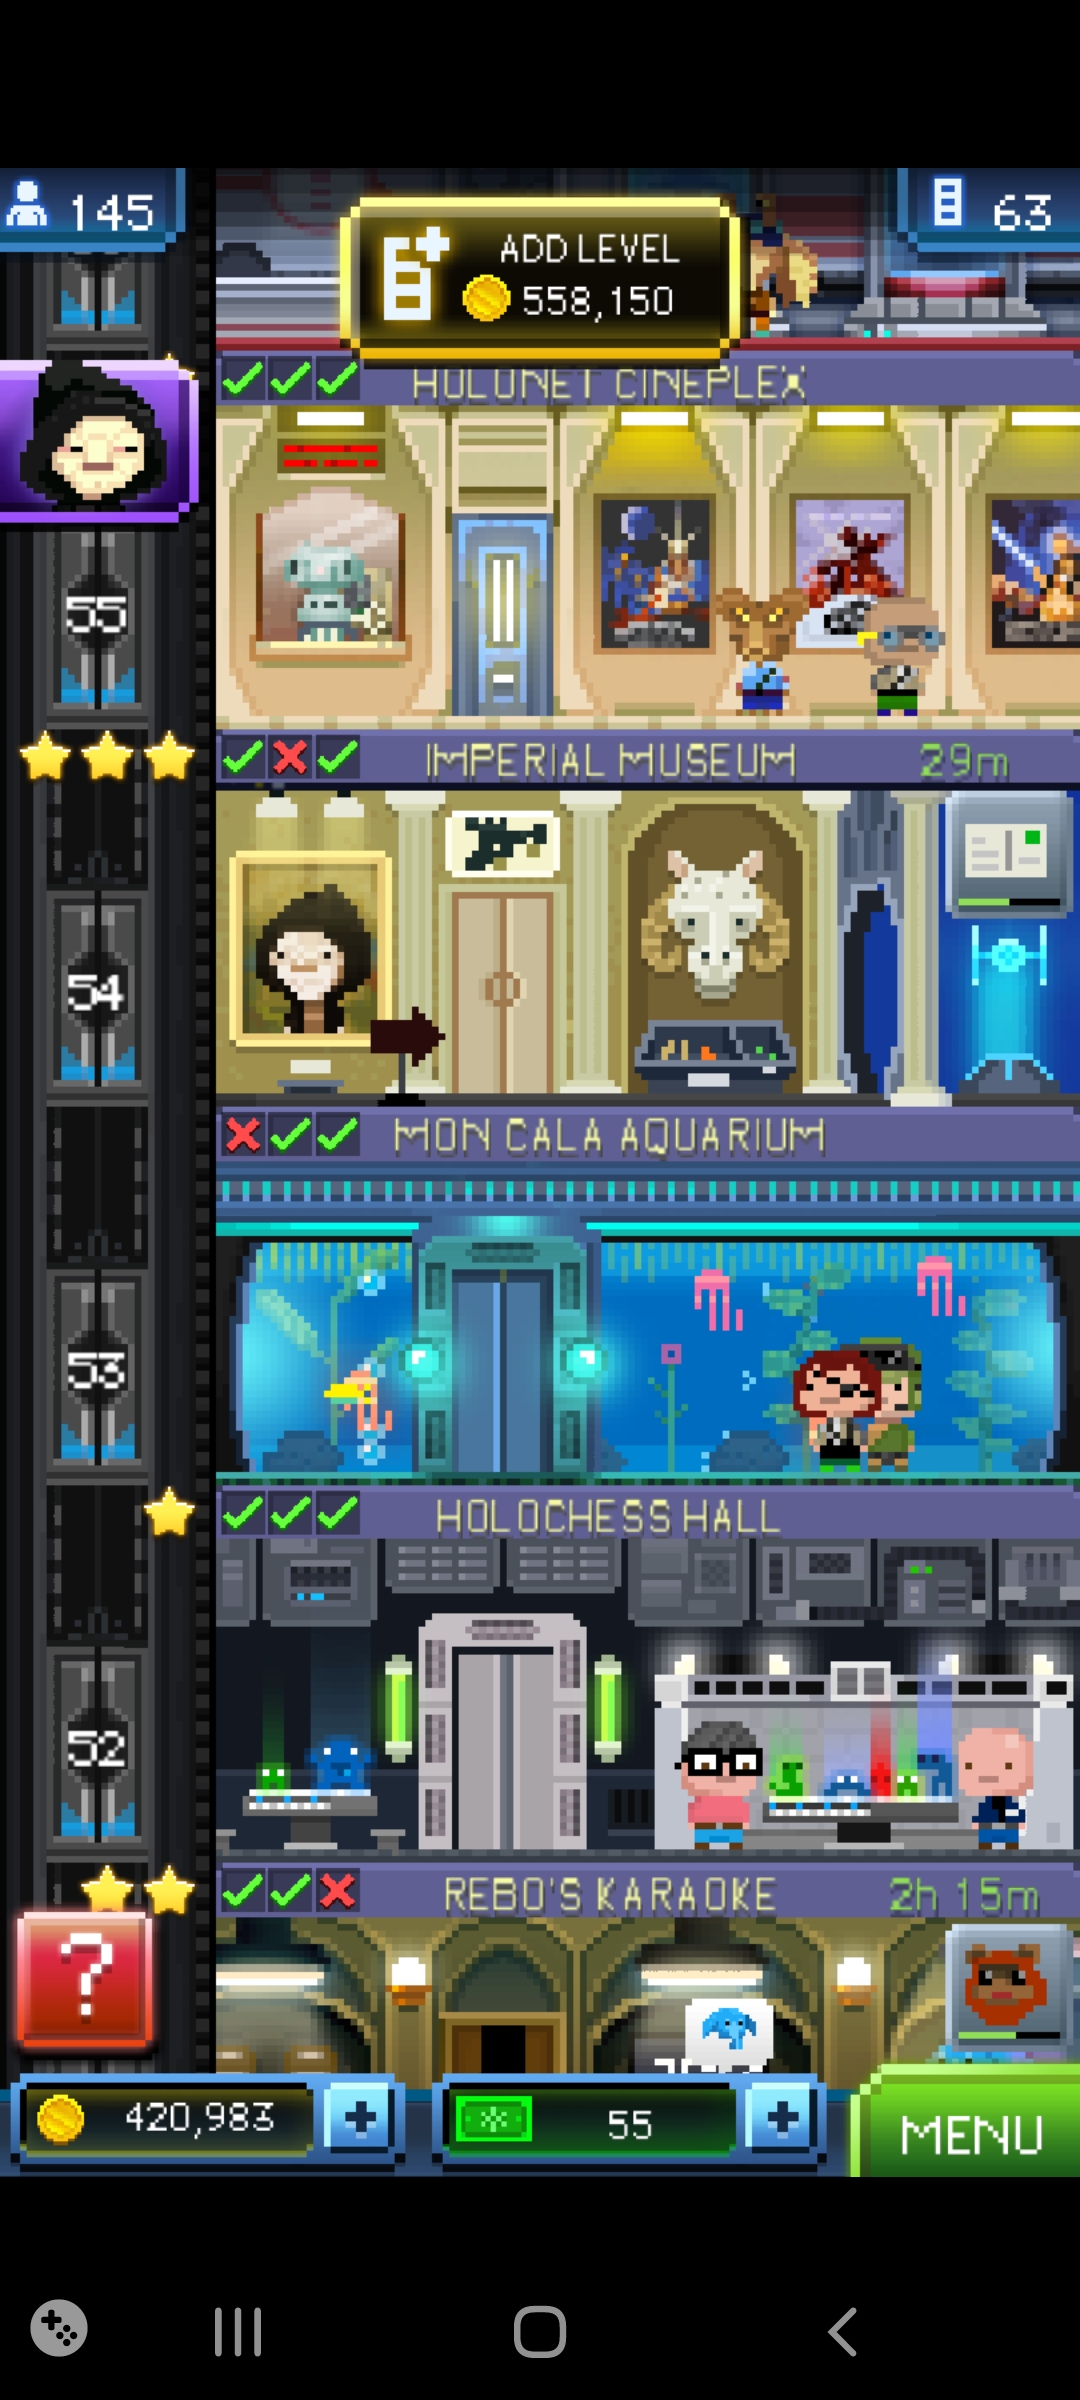 145
ADD LEVEL
558,150
63
HOLONET CINEPLEX
55
IMPERIAL MUSEUM 29m
54
MON CALA AQUARIUM
53
HOLOCHESS HALL
52
REBO'S KARAOKE 2h 15m
?
420,983 +
55 +
MENU